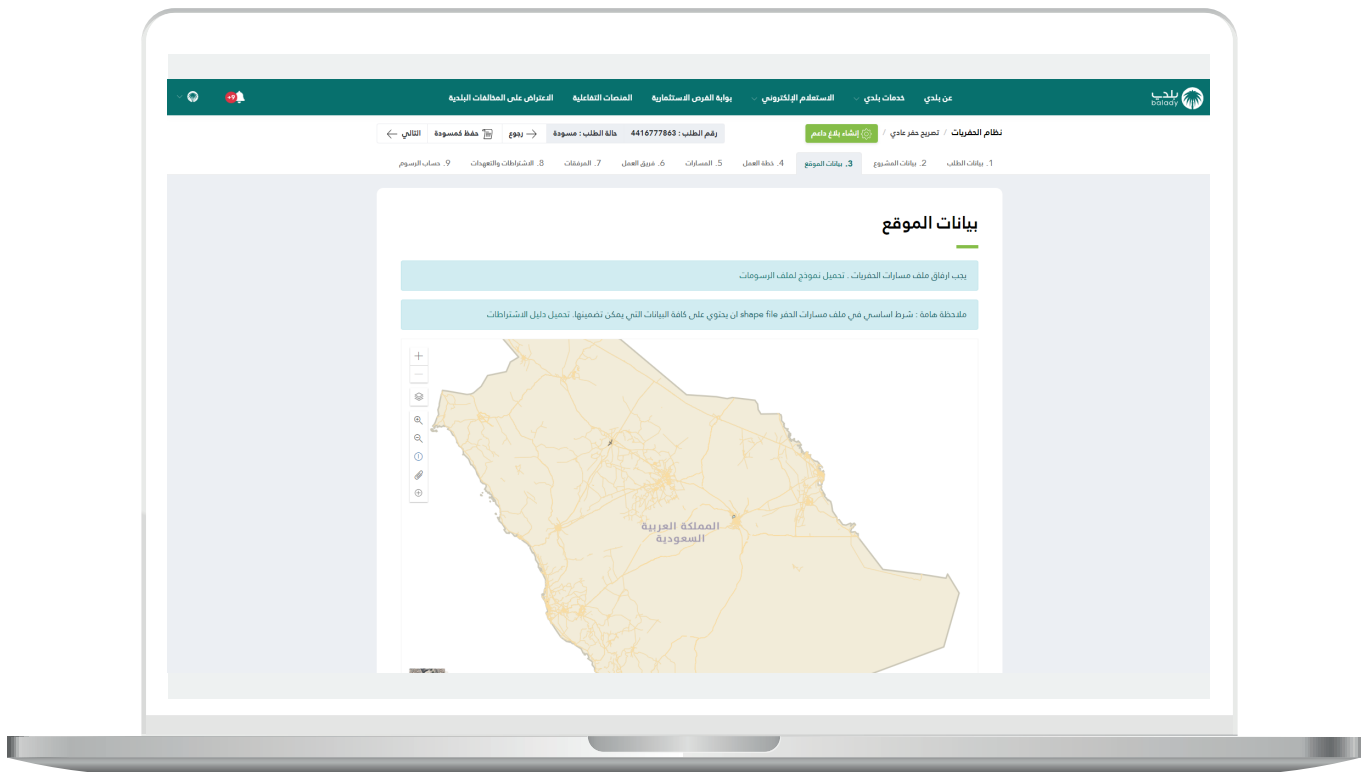 بلدي
balady
عن بلدي
خدمات بلدي
الاستعلام الإلكتروني
بوابة الفرص الاستثمارية
المنصات التفاعلية
الاعتراض على المخالفات البلدية
+9
نظام الحفريات / تصريح حفر عادي / إنشاء بلاغ داعم
رقم الطلب : 4416777863 حالة الطلب : مسودة
رجوع
حفظ كمسودة
التالي
1. بيانات الطلب
2. بيانات المشروع
3. بيانات الموقع
4. خطة العمل
5. المسارات
6. فريق العمل
7. المرفقات
8. الاشتراطات والتعهدات
9. حساب الرسوم
بيانات الموقع
يجب ارفاق ملف مسارات الحفريات . تحميل نموذج لملف الرسومات
ملاحظة هامة : شرط اساسي في ملف مسارات الحفر shape file ان يحتوي على كافة البيانات التي يمكن تضمينها. تحميل دليل الاشتراطات
المملكة العربية
السعودية